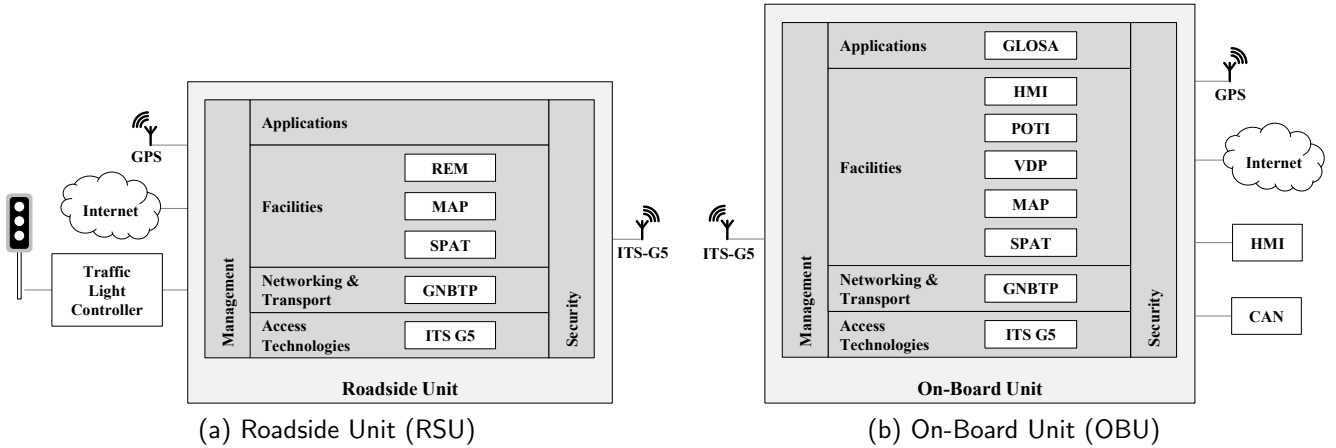 GPS
Internet
Traffic
Light
Controller
Management
Applications
Facilities
REM
MAP
SPAT
Networking &
Transport
GNBTP
Access
Technologies
ITS G5
Security
Roadside Unit
ITS-G5
(a) Roadside Unit (RSU)
ITS-G5
Management
Applications
GLOSA
Facilities
HMI
POTI
VDP
MAP
SPAT
Networking &
Transport
GNBTP
Access
Technologies
ITS G5
Security
On-Board Unit
GPS
Internet
HMI
CAN
(b) On-Board Unit (OBU)